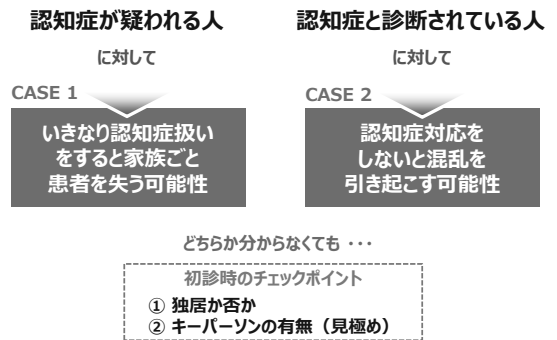 認知症が疑われる人
に対して
CASE 1
いきなり認知症扱い
をすると家族ごと
患者を失う可能性
認知症と診断されている人
に対して
CASE 2
認知症対応を
しないと混乱を
引き起こす可能性
どちらか分からなくても ・・・
初診時のチェックポイント
① 独居か否か
② キーパーソンの有無（見極め）